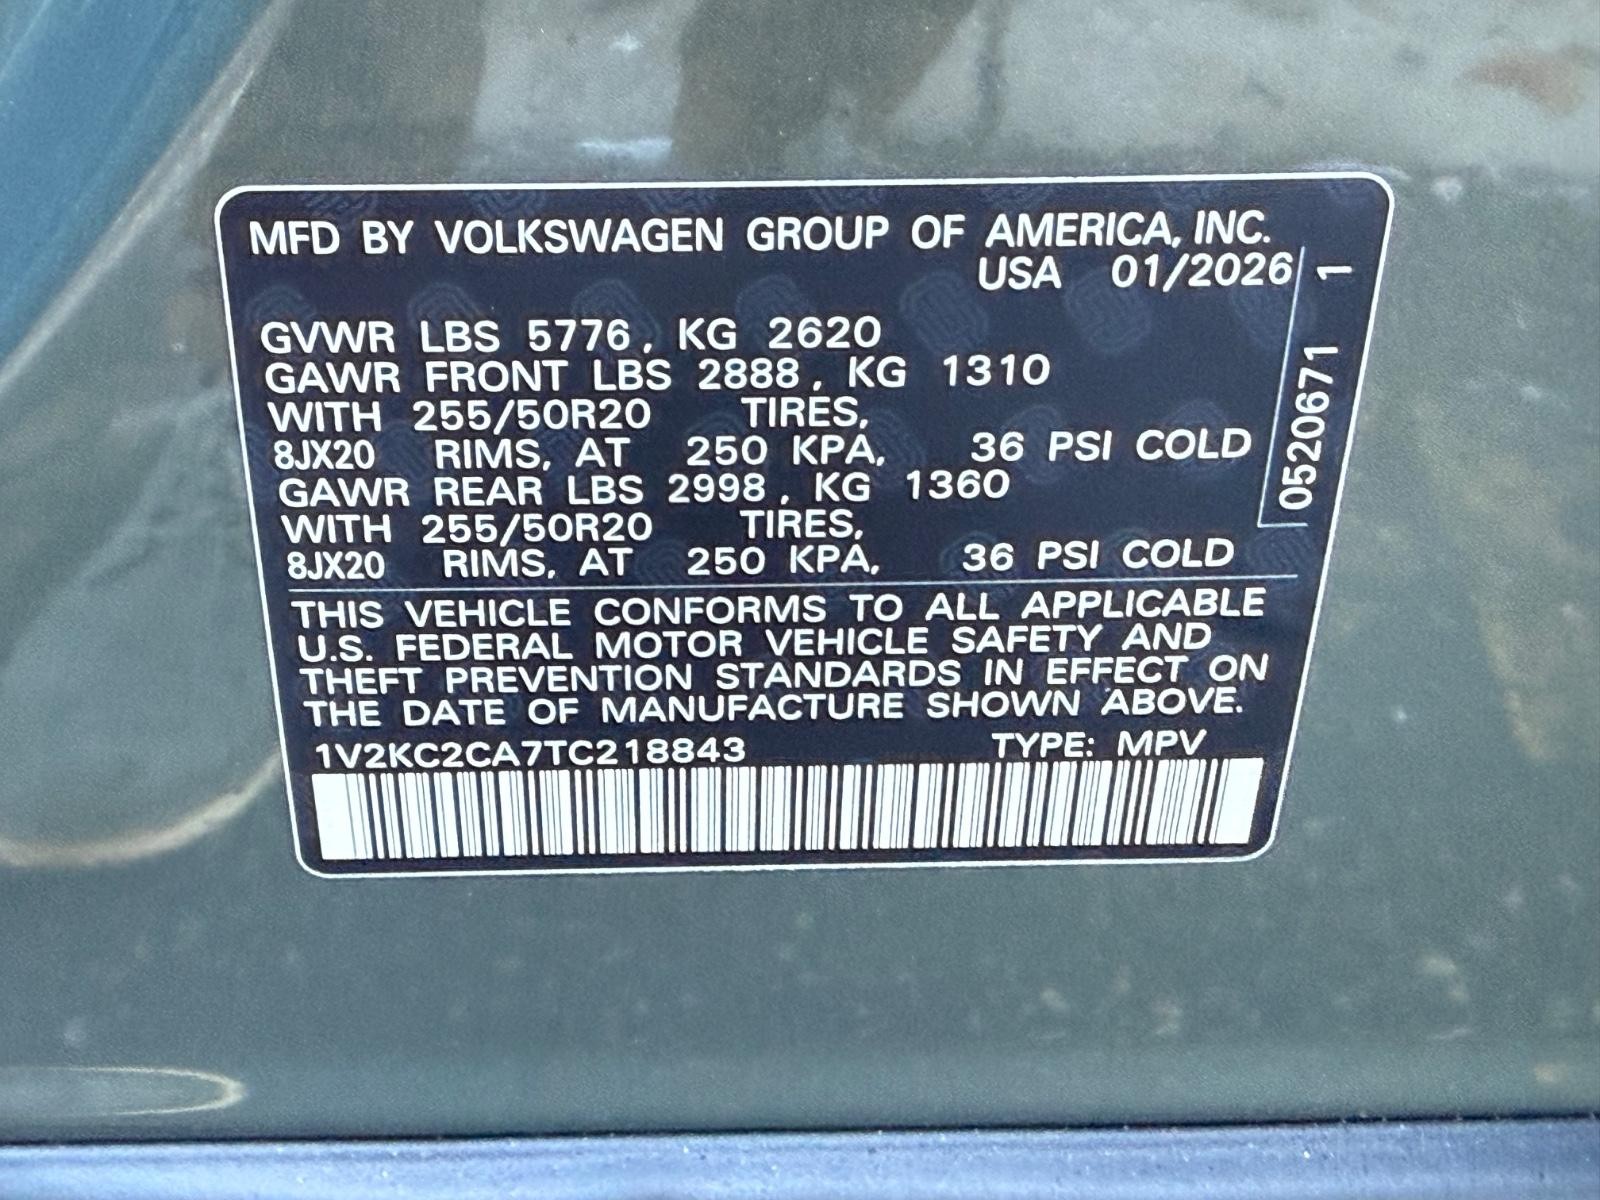 MFD BY VOLKSWAGEN GROUP OF AMERICA, INC.
USA 01/2026
GVWR LBS 5776, KG 2620
GAWR FRONT LBS 2888, KG 1310
WITH 255/50R20 TIRES,
8JX20 RIMS, AT 250 KPA, 36 PSI COLD
GAWR REAR LBS 2998, KG 1360
WITH 255/50R20 TIRES,
8JX20 RIMS, AT 250 KPA, 36 PSI COLD
THIS VEHICLE CONFORMS TO ALL APPLICABLE
U.S. FEDERAL MOTOR VEHICLE SAFETY AND
THEFT PREVENTION STANDARDS IN EFFECT ON
THE DATE OF MANUFACTURE SHOWN ABOVE.
1V2KC2CA7TC218843 TYPE: MPV
0520671 1